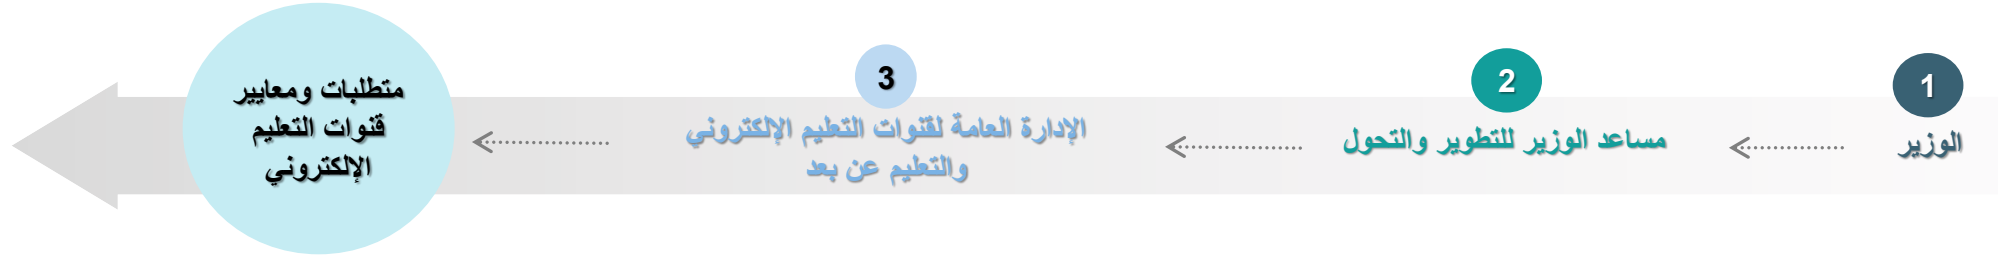 1
الوزير
2
مساعد الوزير للتطوير والتحول
3
الإدارة العامة لقنوات التعليم الإلكتروني
والتعليم عن بعد
متطلبات ومعايير
قنوات التعليم
الإلكتروني